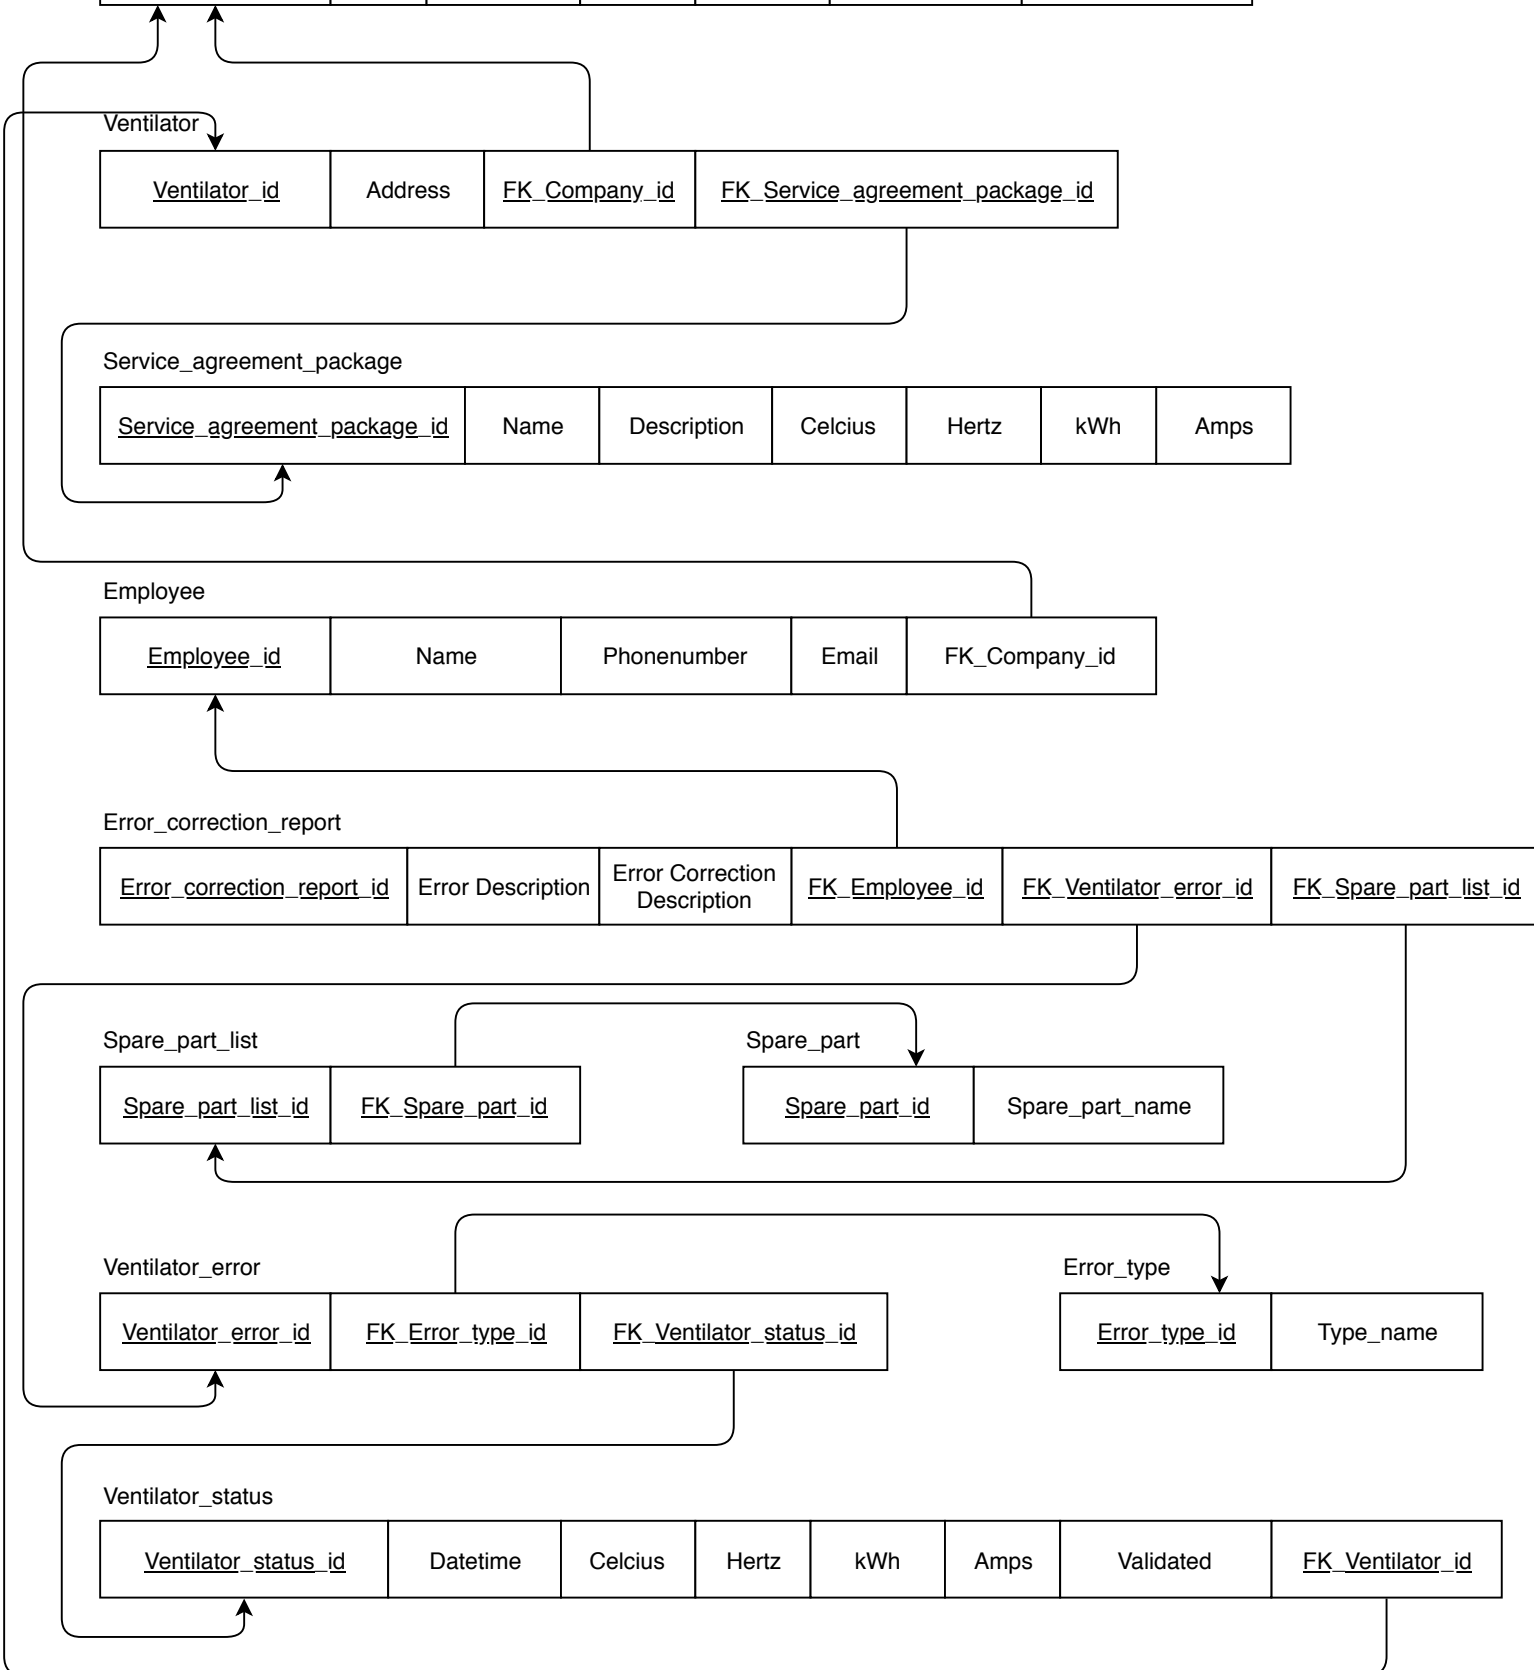 Ventilator
Ventilator_id Address FK_Company_id FK_Service_agreement_package_id
Service_agreement_package
Service_agreement_package_id Name Description Celcius Hertz kWh Amps
Employee
Employee_id Name Phonenumber Email FK_Company_id
Error_correction_report
Error_correction_report_id Error Description Error Correction Description FK_Employee_id FK_Ventilator_error_id FK_Spare_part_list_id
Spare_part_list Spare_part
Spare_part_list_id FK_Spare_part_id Spare_part_id Spare_part_name
Ventilator_error Error_type
Ventilator_error_id FK_Error_type_id FK_Ventilator_status_id Error_type_id Type_name
Ventilator_status
Ventilator_status_id Datetime Celcius Hertz kWh Amps Validated FK_Ventilator_id